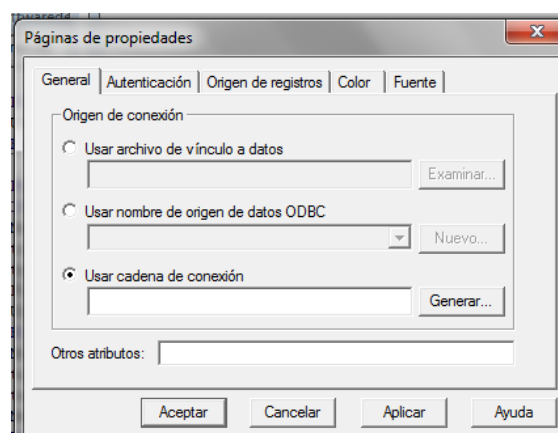 Páginas de propiedades
General Autenticación Origen de registros Color Fuente
Origen de conexión
Usar archivo de vínculo a datos
Examinar...
Usar nombre de origen de datos ODBC
Nuevo...
Usar cadena de conexión
Generar...
Otros atributos:
Aceptar Cancelar Aplicar Ayuda